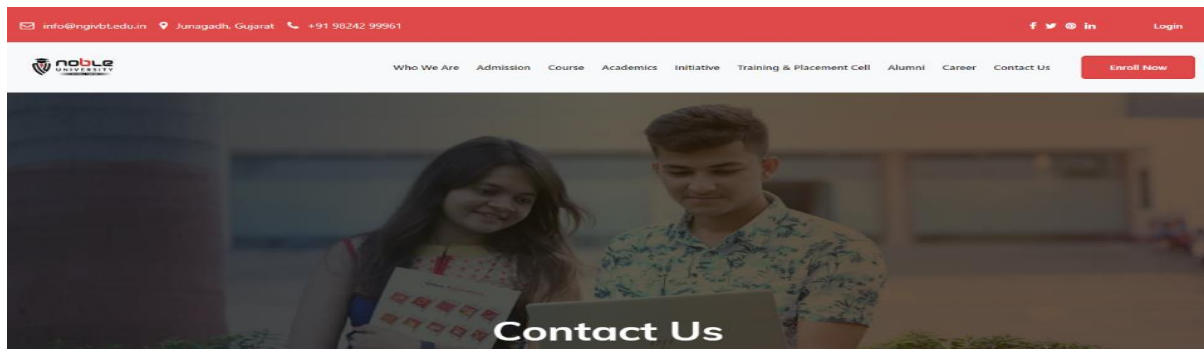 info@ngivbt.edu.in Junagadh, Gujarat +91 98242 99961 Login
noble
UNIVERSITY
Who We Are Admission Course Academics Initiative Training & Placement Cell Alumni Career Contact Us Enroll Now
Contact Us